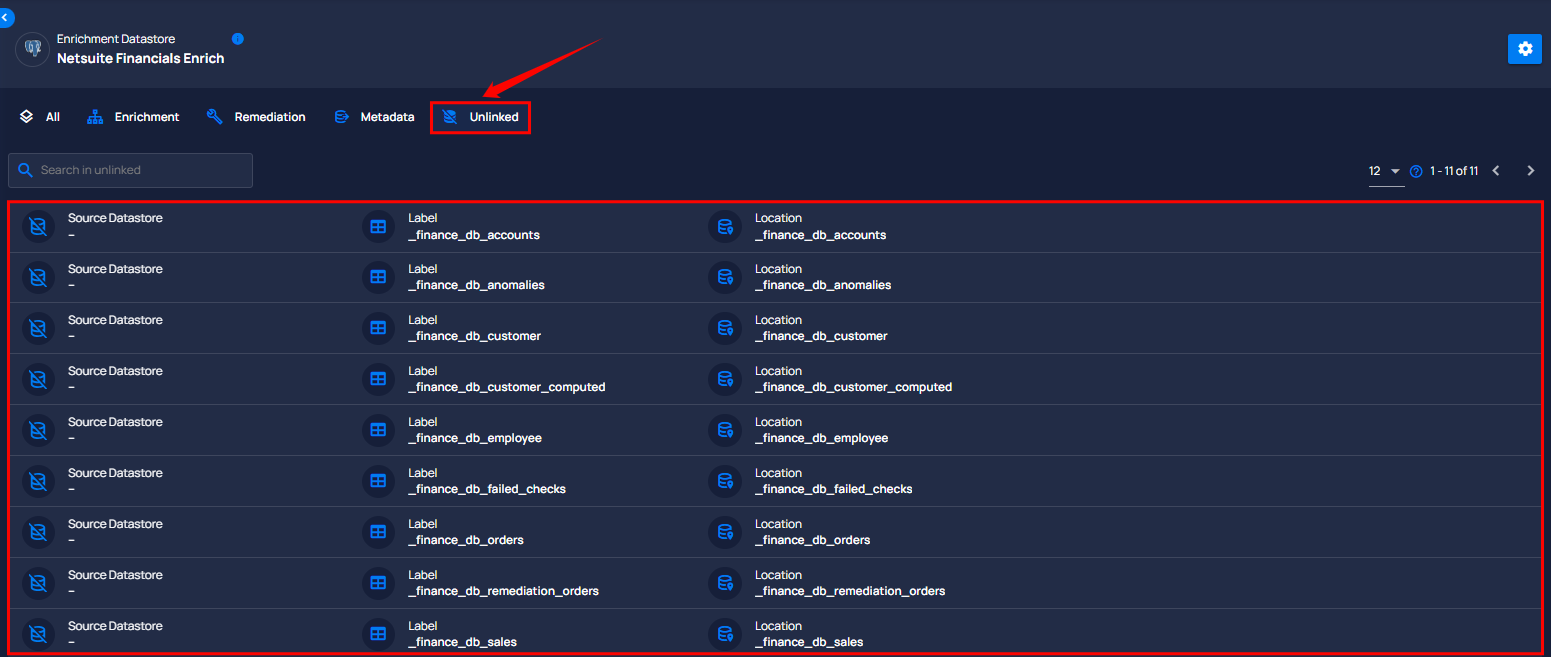 Enrichment Datastore
Netsuite Financials Enrich
All Enrichment Remediation Metadata Unlinked
Search in unlinked
12 1 - 11 of 11
Source Datastore Label Location
– _finance_db_accounts _finance_db_accounts
Source Datastore Label Location
– _finance_db_anomalies _finance_db_anomalies
Source Datastore Label Location
– _finance_db_customer _finance_db_customer
Source Datastore Label Location
– _finance_db_customer_computed _finance_db_customer_computed
Source Datastore Label Location
– _finance_db_employee _finance_db_employee
Source Datastore Label Location
– _finance_db_failed_checks _finance_db_failed_checks
Source Datastore Label Location
– _finance_db_orders _finance_db_orders
Source Datastore Label Location
– _finance_db_remediation_orders _finance_db_remediation_orders
Source Datastore Label Location
– _finance_db_sales _finance_db_sales